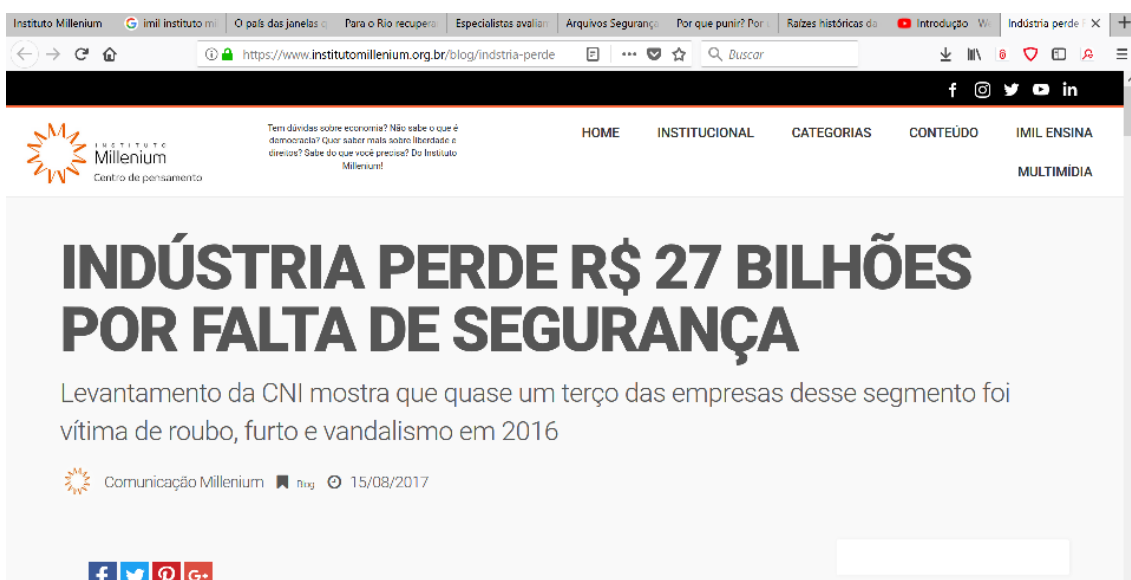 Instituto Millenium
imil instituto mi
O país das janelas q
Para o Rio recupera
Especialistas avaliam
Arquivos Segurança
Por que punir? Por
Raízes históricas da
Introdução
Indústria perde
https://www.institutomillenium.org.br/blog/indstria-perde
Buscar
INSTITUTO
Millenium
Centro de pensamento
Tem dúvidas sobre economia? Não sabe o que é
democracia? Quer saber mais sobre liberdade e
direitos? Sabe do que você precisa? Do Instituto
Millenium!
HOME INSTITUCIONAL CATEGORIAS CONTEÚDO IMIL ENSINA
MULTIMÍDIA
INDÚSTRIA PERDE R$ 27 BILHÕES
POR FALTA DE SEGURANÇA
Levantamento da CNI mostra que quase um terço das empresas desse segmento foi
vítima de roubo, furto e vandalismo em 2016
Comunicação Millenium Blog 15/08/2017